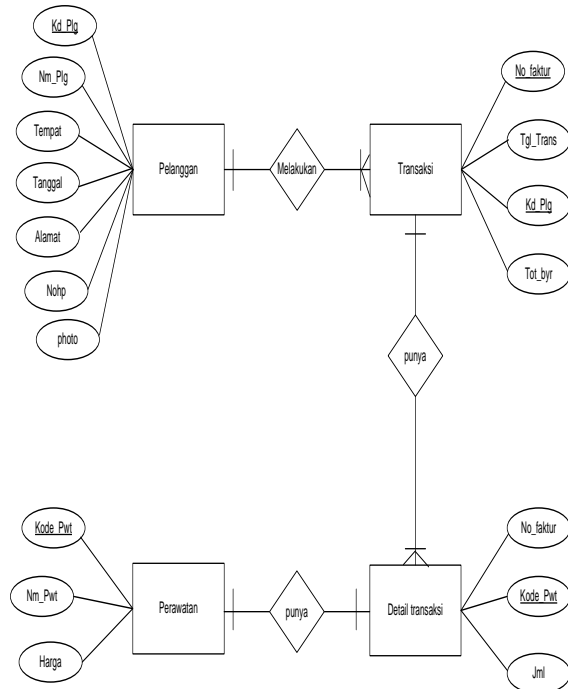 Kd_Plg
Nm_Plg
Tempat
Tanggal
Alamat
Nohp
photo
Pelanggan
Melakukan
Transaksi
No_faktur
Tgl_Trans
Kd_Plg
Tot_byr
punya
Kode_Pwt
Nm_Pwt
Harga
Perawatan
punya
Detail transaksi
No_faktur
Kode_Pwt
Jml